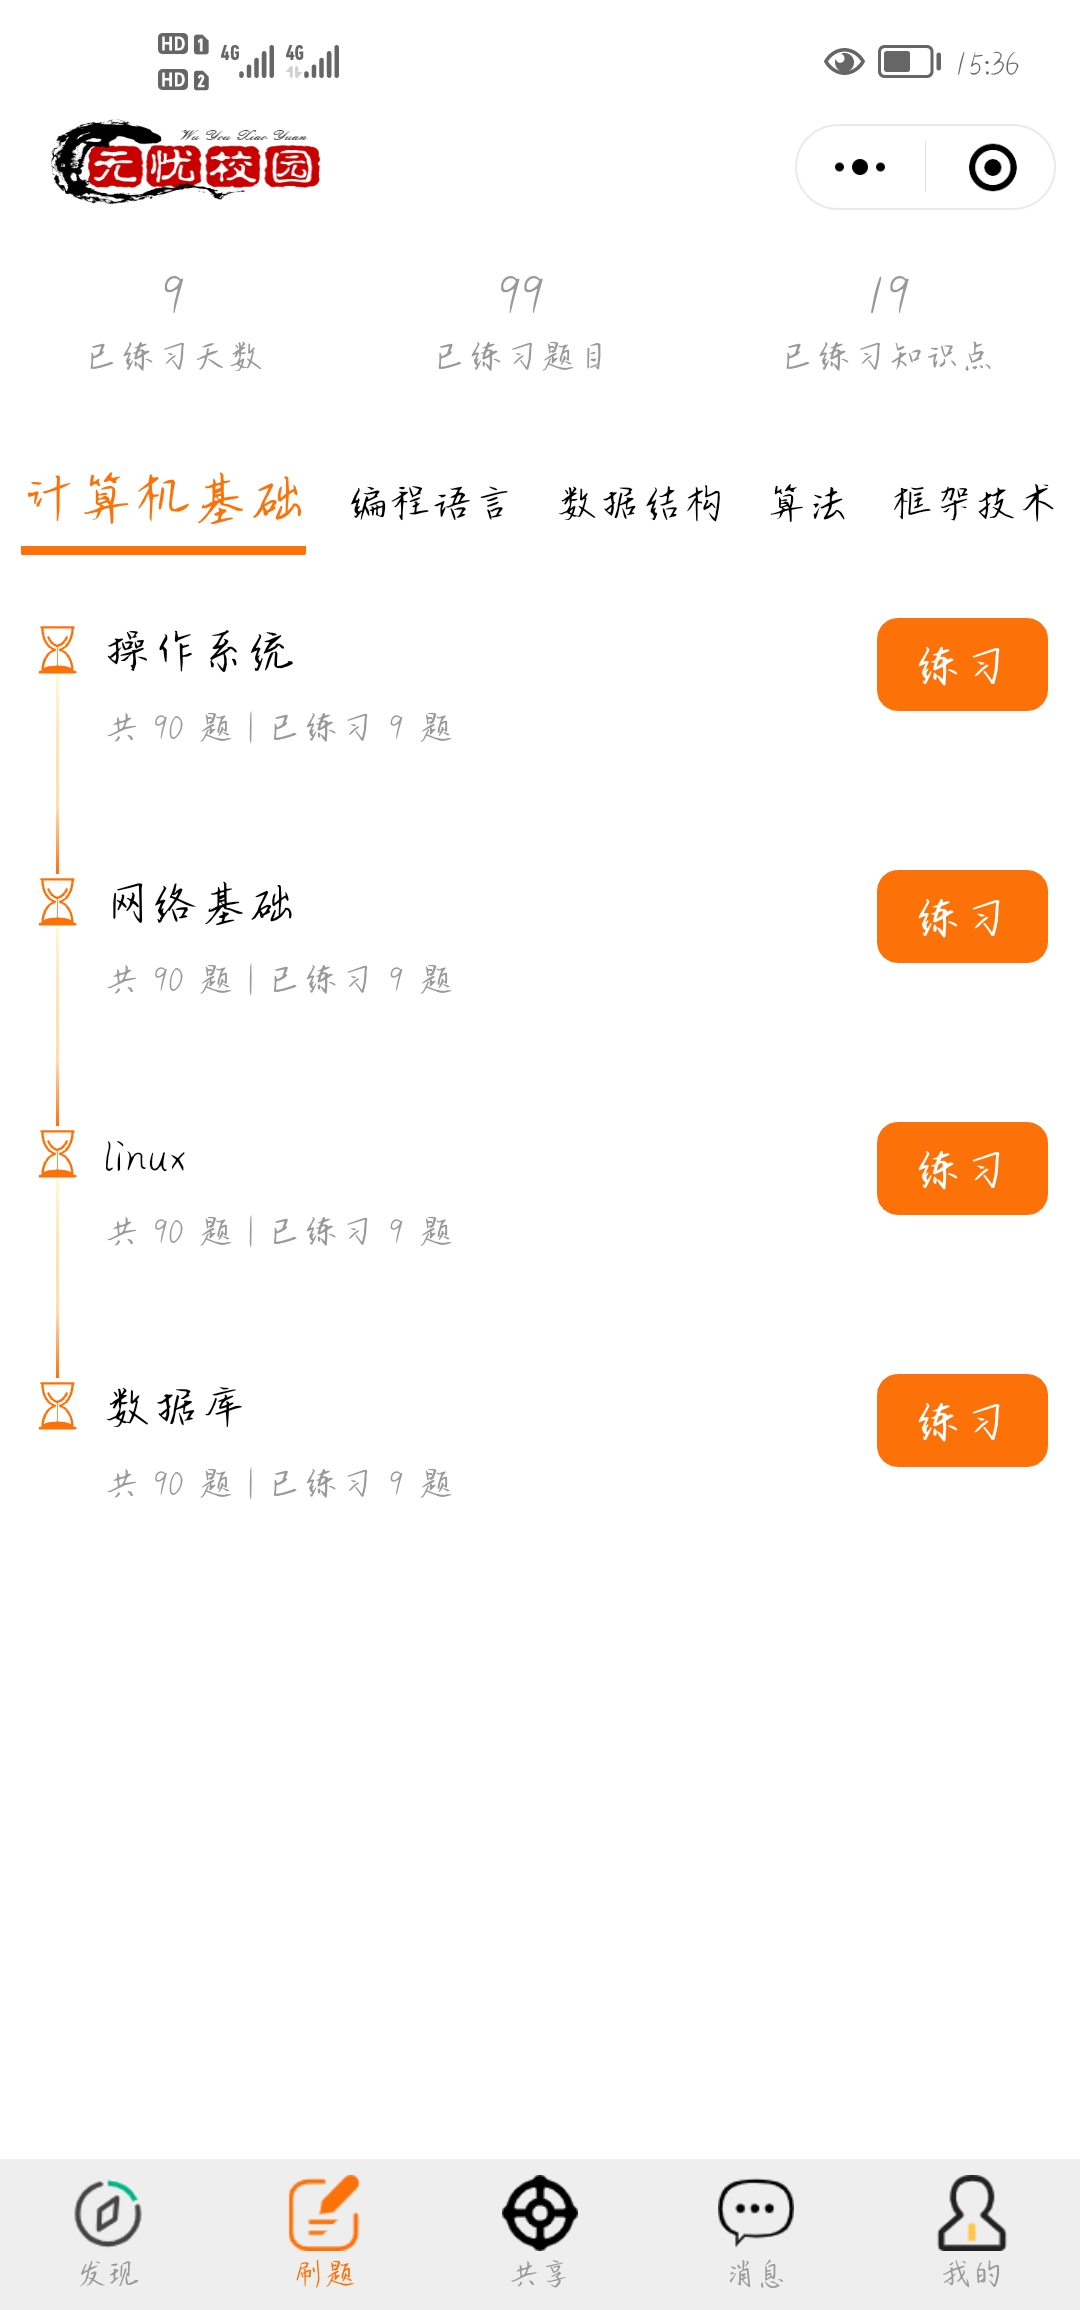 HD 1 4G 4G 15:36
HD 2
Wu You Xiao Yuan
无忧校园
9 99 19
已练习天数 已练习题目 已练习知识点
计算机基础 编程语言 数据结构 算法 框架技术
操作系统 练习
共 90 题 | 已练习 9 题
网络基础 练习
共 90 题 | 已练习 9 题
linux 练习
共 90 题 | 已练习 9 题
数据库 练习
共 90 题 | 已练习 9 题
发现 刷题 共享 消息 我的